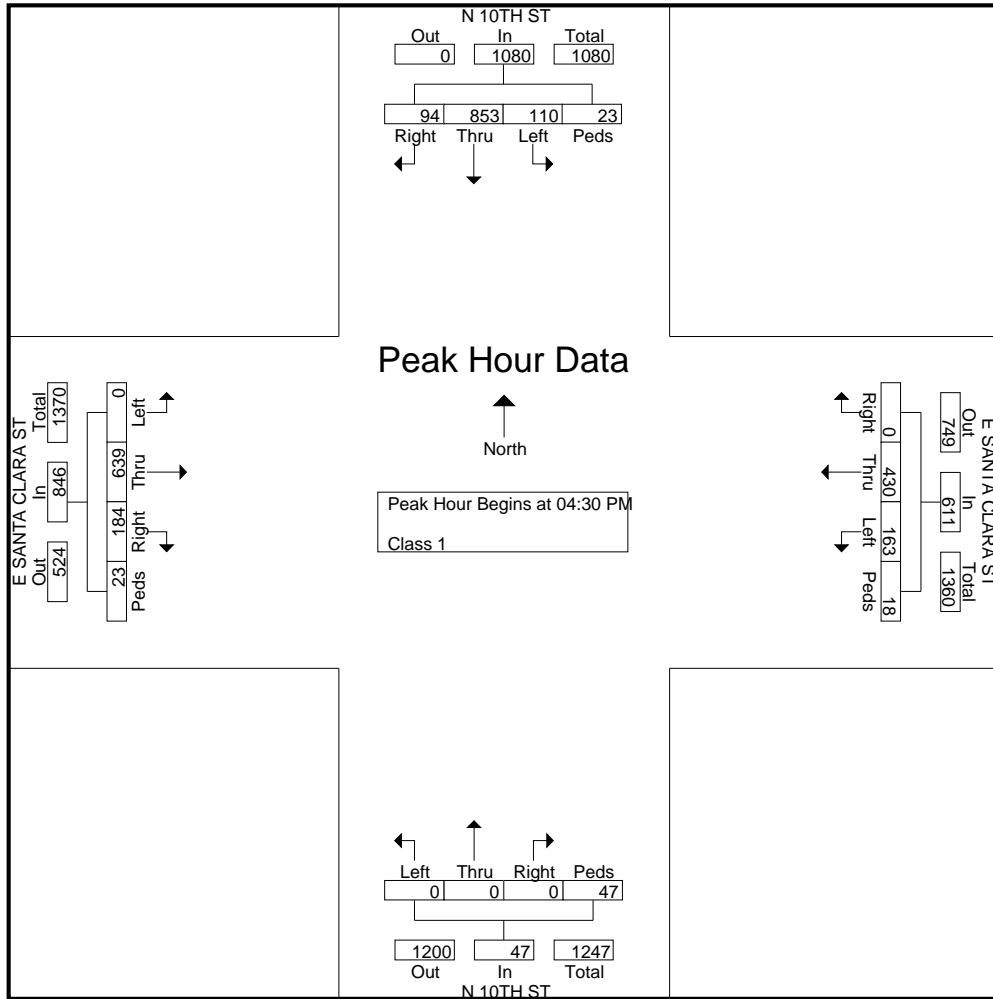 N 10TH ST
Out In Total
0 1080 1080
94 853 110 23
Right Thru Left Peds
Peak Hour Data
North
Peak Hour Begins at 04:30 PM
Class 1
E SANTA CLARA ST
Out In Total
524 846 1370
23 184 639 0
Peds Right Thru Left
E SANTA CLARA ST
Out In Total
749 611 1360
0 430 163 18
Right Thru Left Peds
Left Thru Right Peds
0 0 0 47
1200 47 1247
Out In Total
N 10TH ST